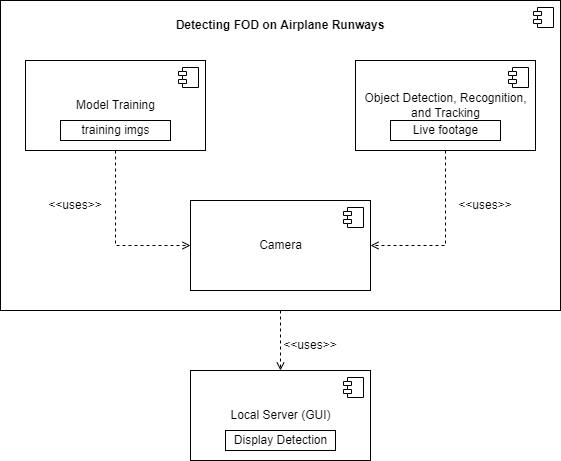 Detecting FOD on Airplane Runways
Model Training
training imgs
Object Detection, Recognition,
and Tracking
Live footage
<<uses>>
<<uses>>
Camera
<<uses>>
Local Server (GUI)
Display Detection